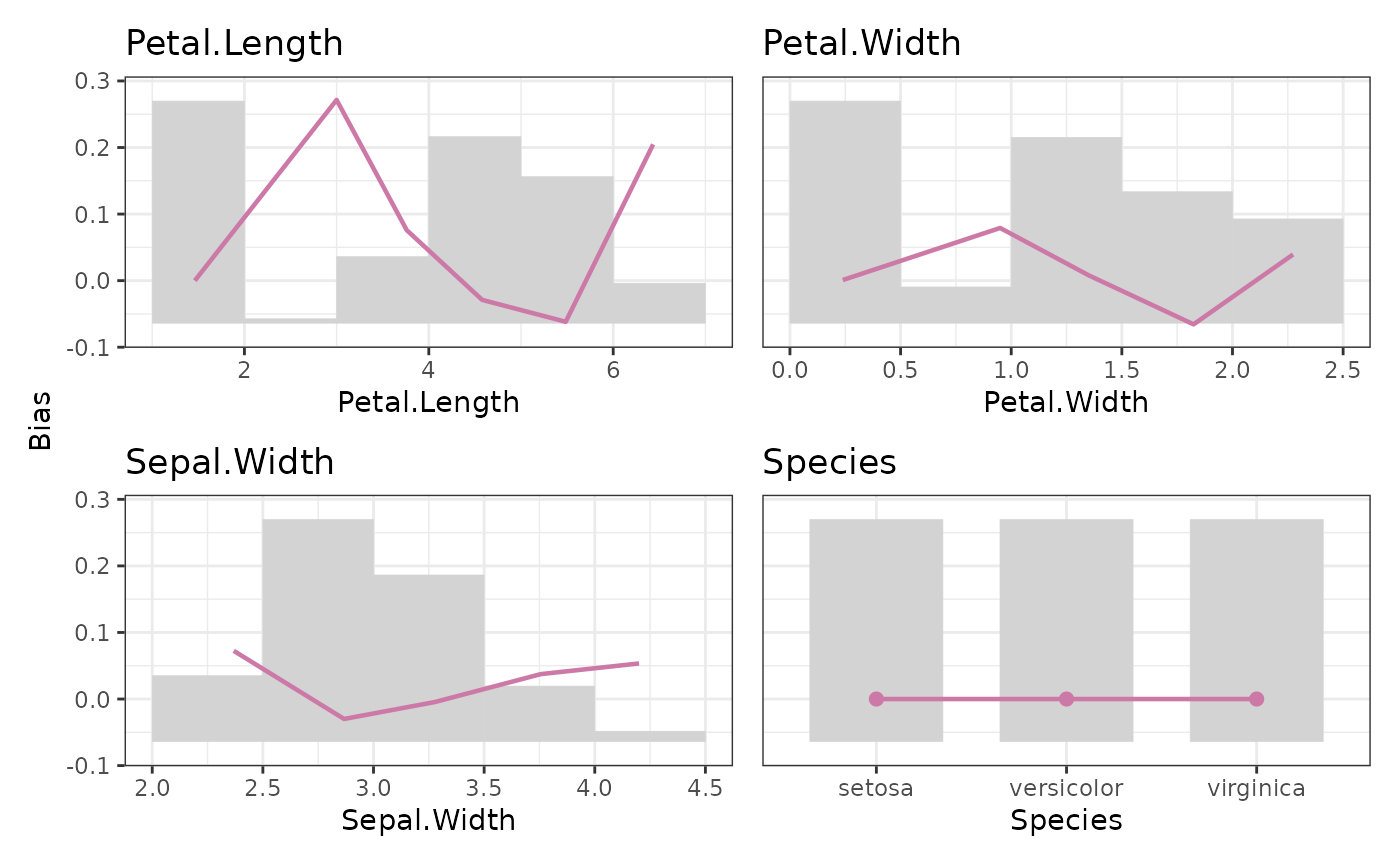 Petal.Length
Petal.Width
0.3
0.2
0.1
0.0
-0.1
2 4 6
0.0 0.5 1.0 1.5 2.0 2.5
Petal.Length
Petal.Width
Bias
Sepal.Width
Species
0.3
0.2
0.1
0.0
-0.1
2.0 2.5 3.0 3.5 4.0 4.5
setosa versicolor virginica
Sepal.Width
Species